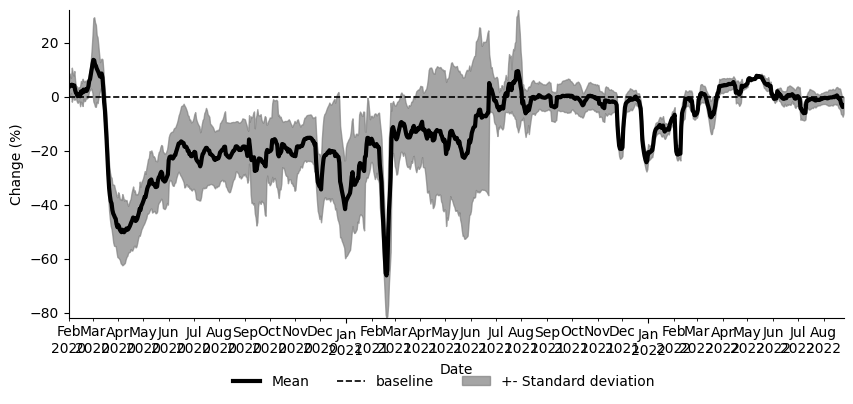 20
0
−20
−40
−60
−80
Change (%)
Feb Mar Apr May Jun Jul Aug Sep Oct Nov Dec Jan Feb Mar Apr May Jun Jul Aug Sep Oct Nov Dec Jan Feb Mar Apr May Jun Jul Aug
2020 2020 2020 2020 2020 2020 2020 2020 2020 2020 2020 2021 2021 2021 2021 2021 2021 2021 2021 2021 2021 2021 2021 2022 2022 2022 2022 2022 2022 2022 2022
Date
Mean baseline +- Standard deviation